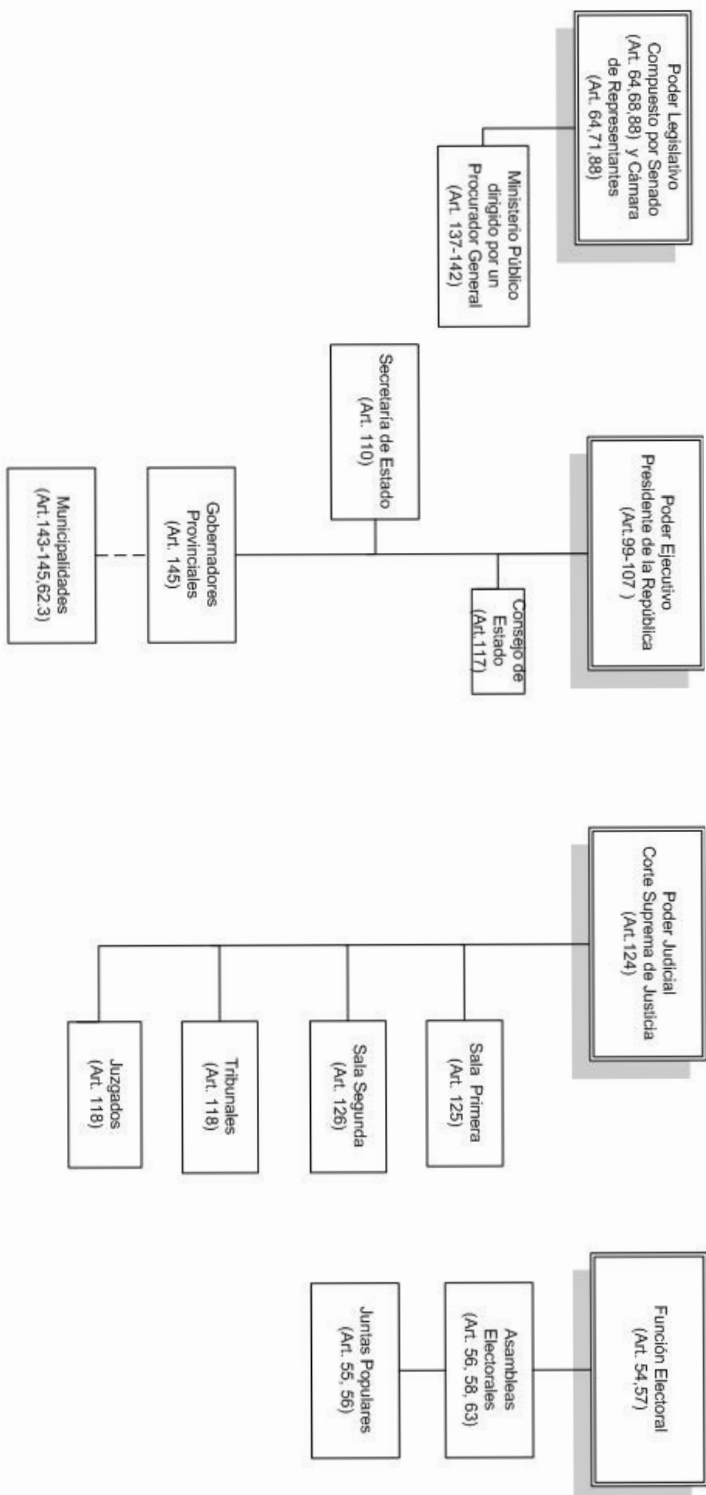 Poder Legislativo
Compuesto por Senado
(Art. 64,68,88) y Cámara
de Representantes
(Art. 64,71,88)
Ministerio Público
dirigido por un
Procurador General
(Art. 137-142)
Poder Ejecutivo
Presidente de la República
(Art.99-107 )
Consejo de
Estado
(Art.117)
Secretaría de Estado
(Art. 110)
Gobernadores
Provinciales
(Art. 145)
Municipalidades
(Art.143-145,62.3)
Poder Judicial
Corte Suprema de Justicia
(Art.124)
Sala Primera
(Art. 125)
Sala Segunda
(Art. 126)
Tribunales
(Art. 118)
Juzgados
(Art. 118)
Función Electoral
(Art. 54,57)
Asambleas
Electorales
(Art. 56, 58, 63)
Juntas Populares
(Art. 55, 56)